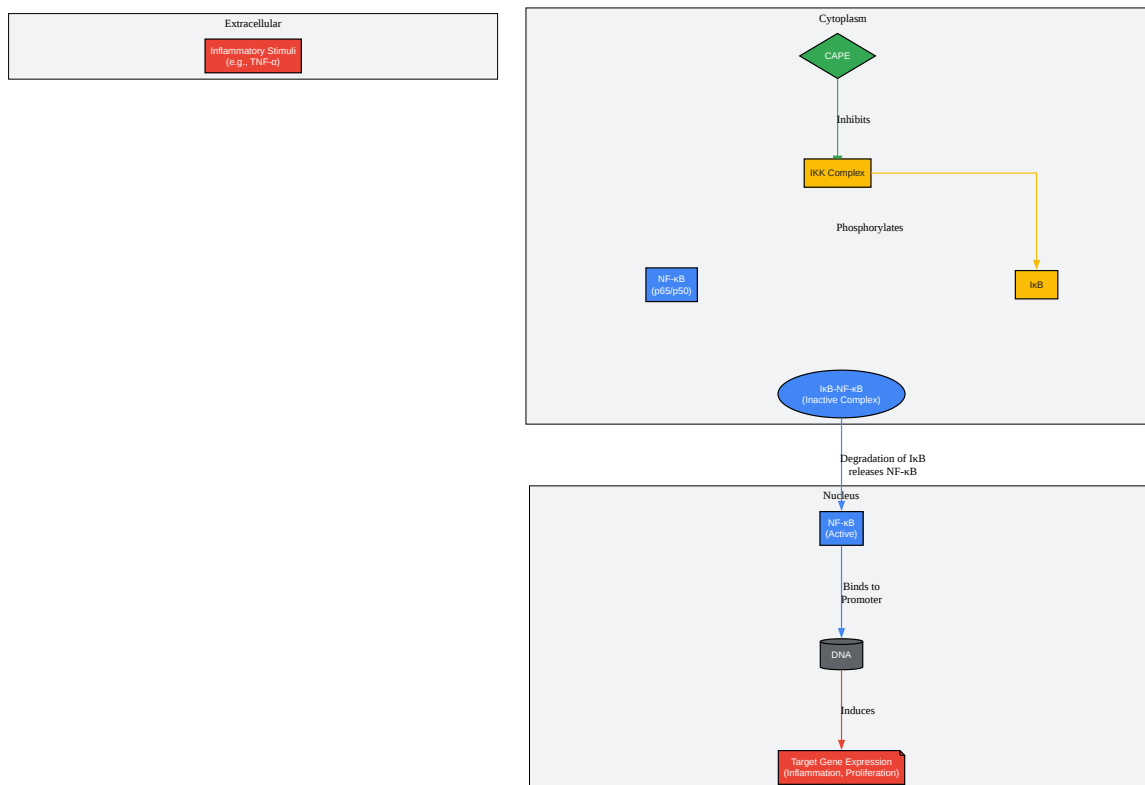 Extracellular
Inflammatory Stimuli
(e.g., TNF-α)
Cytoplasm
CAPE
Inhibits
IKK Complex
Phosphorylates
NF-κB
(p65/p50)
IκB
IκB-NF-κB
(Inactive Complex)
Degradation of IκB
releases NF-κB
Nucleus
NF-κB
(Active)
Binds to
Promoter
DNA
Induces
Target Gene Expression
(Inflammation, Proliferation)